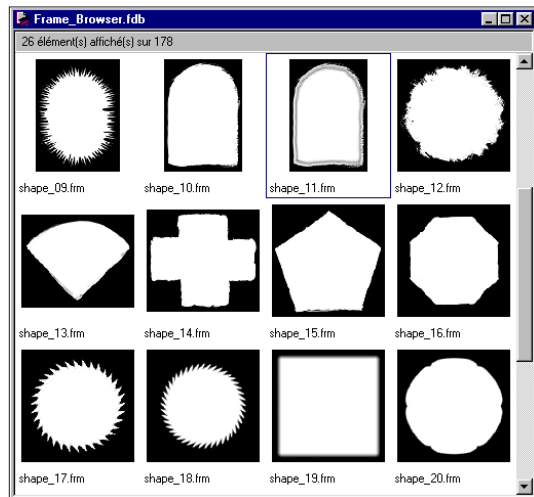 Frame_Browser.fdb
26 élément(s) affiché(s) sur 178
shape_09.frm shape_10.frm shape_11.frm shape_12.frm
shape_13.frm shape_14.frm shape_15.frm shape_16.frm
shape_17.frm shape_18.frm shape_19.frm shape_20.frm